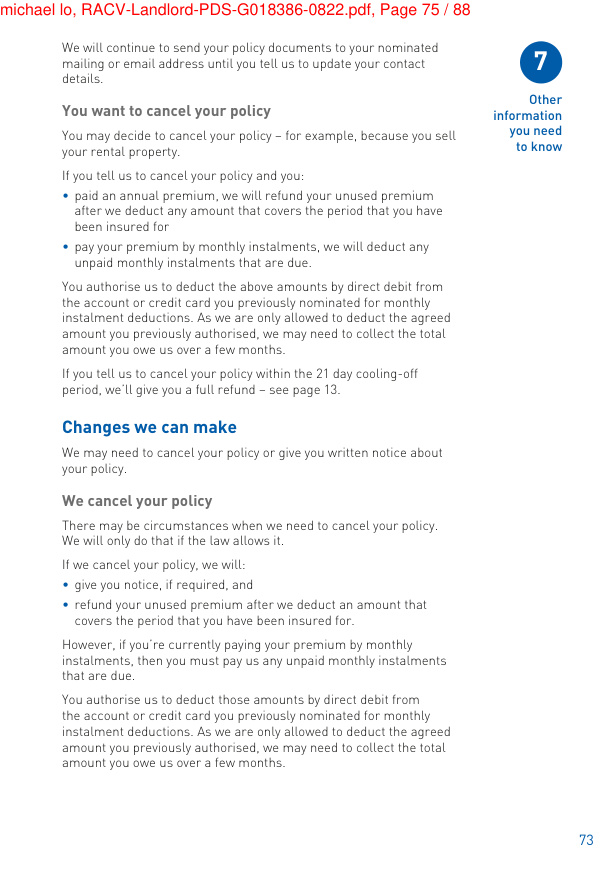 michael lo, RACV-Landlord-PDS-G018386-0822.pdf, Page 75 / 88
We will continue to send your policy documents to your nominated
mailing or email address until you tell us to update your contact
details.
You want to cancel your policy
You may decide to cancel your policy – for example, because you sell
your rental property.
If you tell us to cancel your policy and you:
• paid an annual premium, we will refund your unused premium
after we deduct any amount that covers the period that you have
been insured for
• pay your premium by monthly instalments, we will deduct any
unpaid monthly instalments that are due.
You authorise us to deduct the above amounts by direct debit from
the account or credit card you previously nominated for monthly
instalment deductions. As we are only allowed to deduct the agreed
amount you previously authorised, we may need to collect the total
amount you owe us over a few months.
If you tell us to cancel your policy within the 21 day cooling-off
period, we'll give you a full refund – see page 13.
Changes we can make
We may need to cancel your policy or give you written notice about
your policy.
We cancel your policy
There may be circumstances when we need to cancel your policy.
We will only do that if the law allows it.
If we cancel your policy, we will:
• give you notice, if required, and
• refund your unused premium after we deduct an amount that
covers the period that you have been insured for.
However, if you're currently paying your premium by monthly
instalments, then you must pay us any unpaid monthly instalments
that are due.
You authorise us to deduct those amounts by direct debit from
the account or credit card you previously nominated for monthly
instalment deductions. As we are only allowed to deduct the agreed
amount you previously authorised, we may need to collect the total
amount you owe us over a few months.
7
Other
information
you need
to know
73